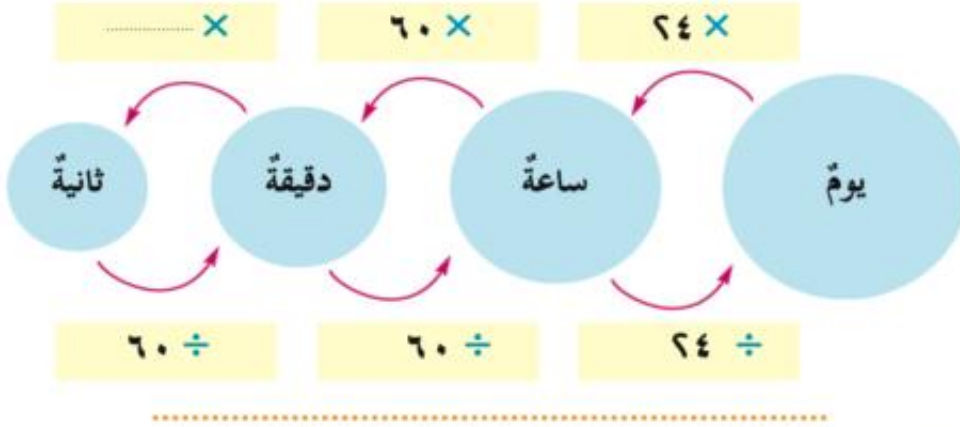 × ٢٤ × ٦٠ × ..............
يومٌ ساعةٌ دقيقةٌ ثانيةٌ
÷ ٢٤ ÷ ٦٠ ÷ ٦٠